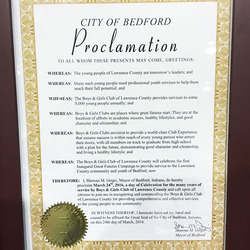 CITY OF BEDFORD
Proclamation
TO ALL WHOM THESE PRESENTS MAY COME, GREETINGS:
WHEREAS: The young people of Lawrence County are tomorrow's leaders; and
WHEREAS: Many such young people need professional youth services to help them
reach their full potential; and
WHEREAS: The Boys & Girls Club of Lawrence County provides services to some
8,000 young people annually; and
WHEREAS: Boys & Girls Clubs are places where great futures start. They are at the
forefront of efforts in academic success, healthy lifestyles, and good
character and citizenship; and
WHEREAS: Boys & Girls Clubs envision to provide a world-class Club Experience
that assures success is within reach of every young person who enters
their doors, with all members on track to graduate from high school
with a plan for the future, demonstrating good character and citizenship,
and living a healthy lifestyle; and
WHEREAS: The Boys & Girls Club of Lawrence County will celebrate the first
Inaugural Great Futures Campaign to provide service to the Lawrence
County community and youth of Bedford; now
THEREFORE: I, Shawna M. Girgis, Mayor of Bedford, Indiana, do hereby
proclaim March 24th, 2016, a day of Celebration for the many years of
service by Boys & Girls Club of Lawrence County and call upon all citizens
to join me in recognizing and commending the Boys & Girls Club
of Lawrence County for providing comprehensive and effective services
to the young people in our communities.
IN WITNESS THEREOF, I hereunto have set my hand and
caused to be affixed the Great Seal of the City of Bedford, Indiana,
on this 24th day of March, 2016.
Shawna M. Girgis
Mayor of Bedford